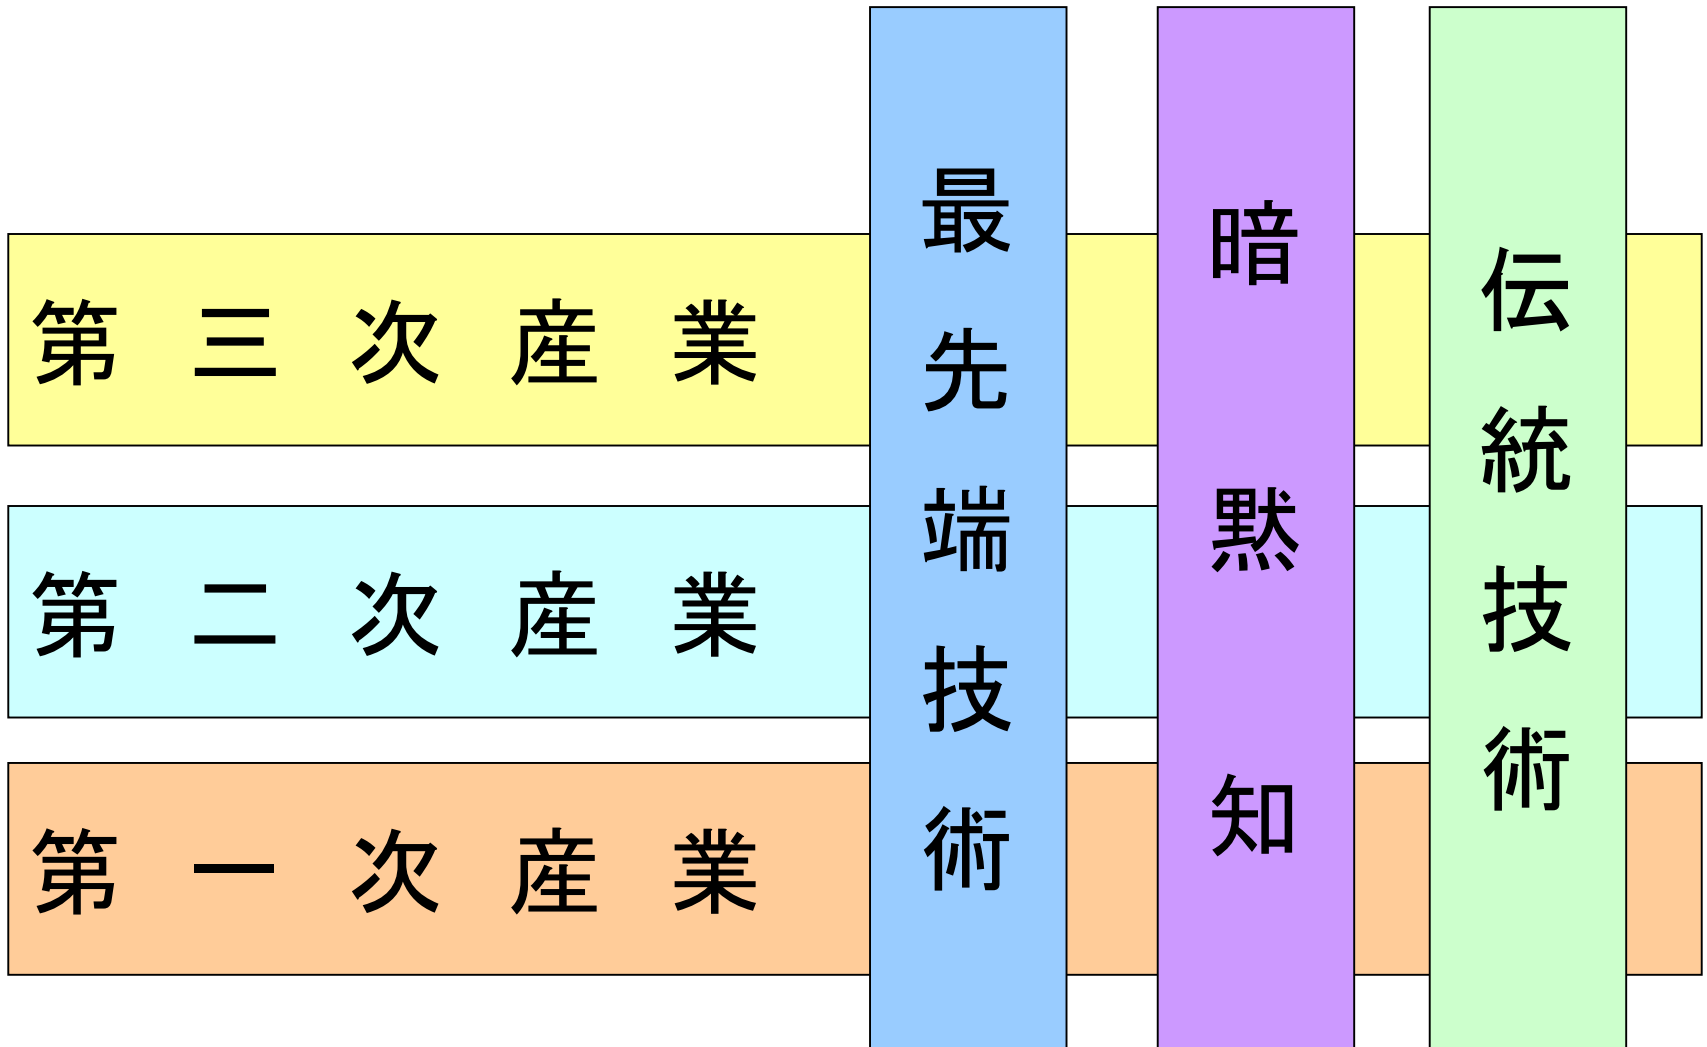 第三次産業
第二次産業
第一次産業
最先端技術
暗黙知
伝統技術